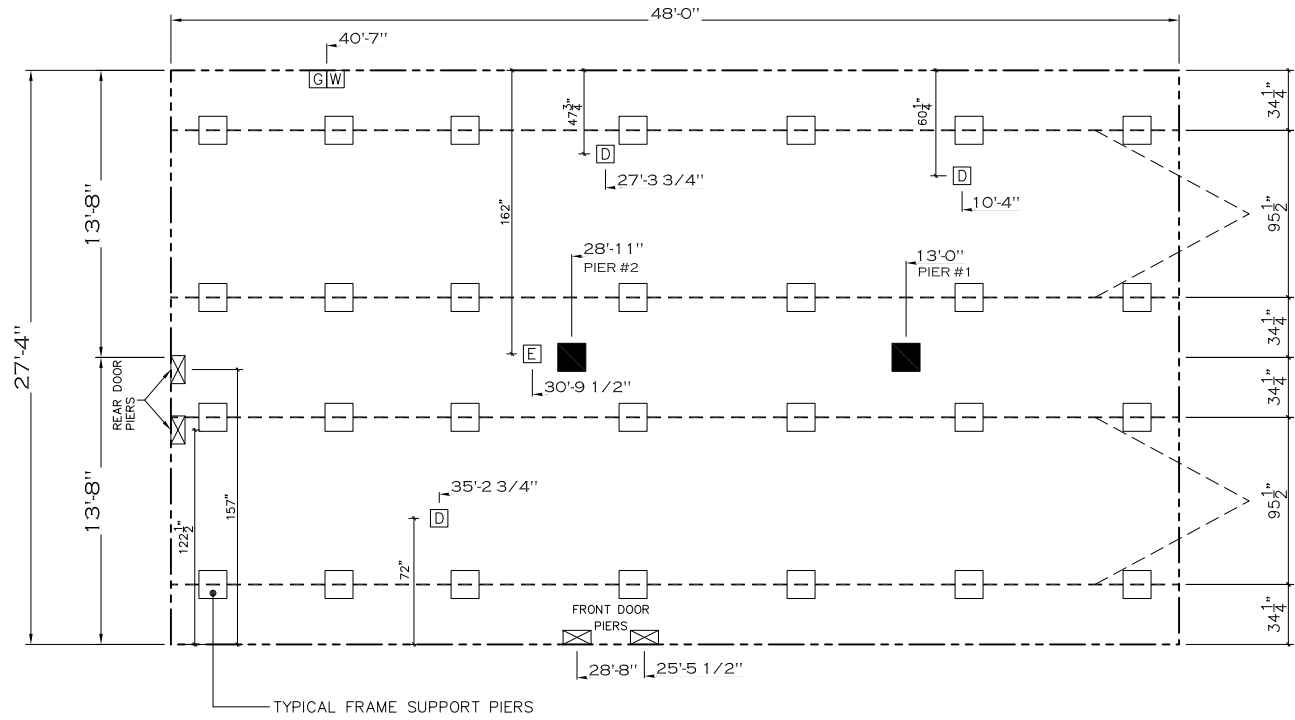 48'-0"
40'-7"
G W
34 1/4"
47 3/4"
60 1/4"
D
27'-3 3/4"
D
10'-4"
13'-8"
162"
95 1/2"
28'-11"
PIER #2
13'-0"
PIER #1
27'-4"
34 1/4"
E
30'-9 1/2"
REAR DOOR
PIERS
34 1/4"
13'-8"
35'-2 3/4"
D
157"
122 1/2"
72"
95 1/2"
FRONT DOOR
PIERS
34 1/4"
28'-8"
25'-5 1/2"
TYPICAL FRAME SUPPORT PIERS